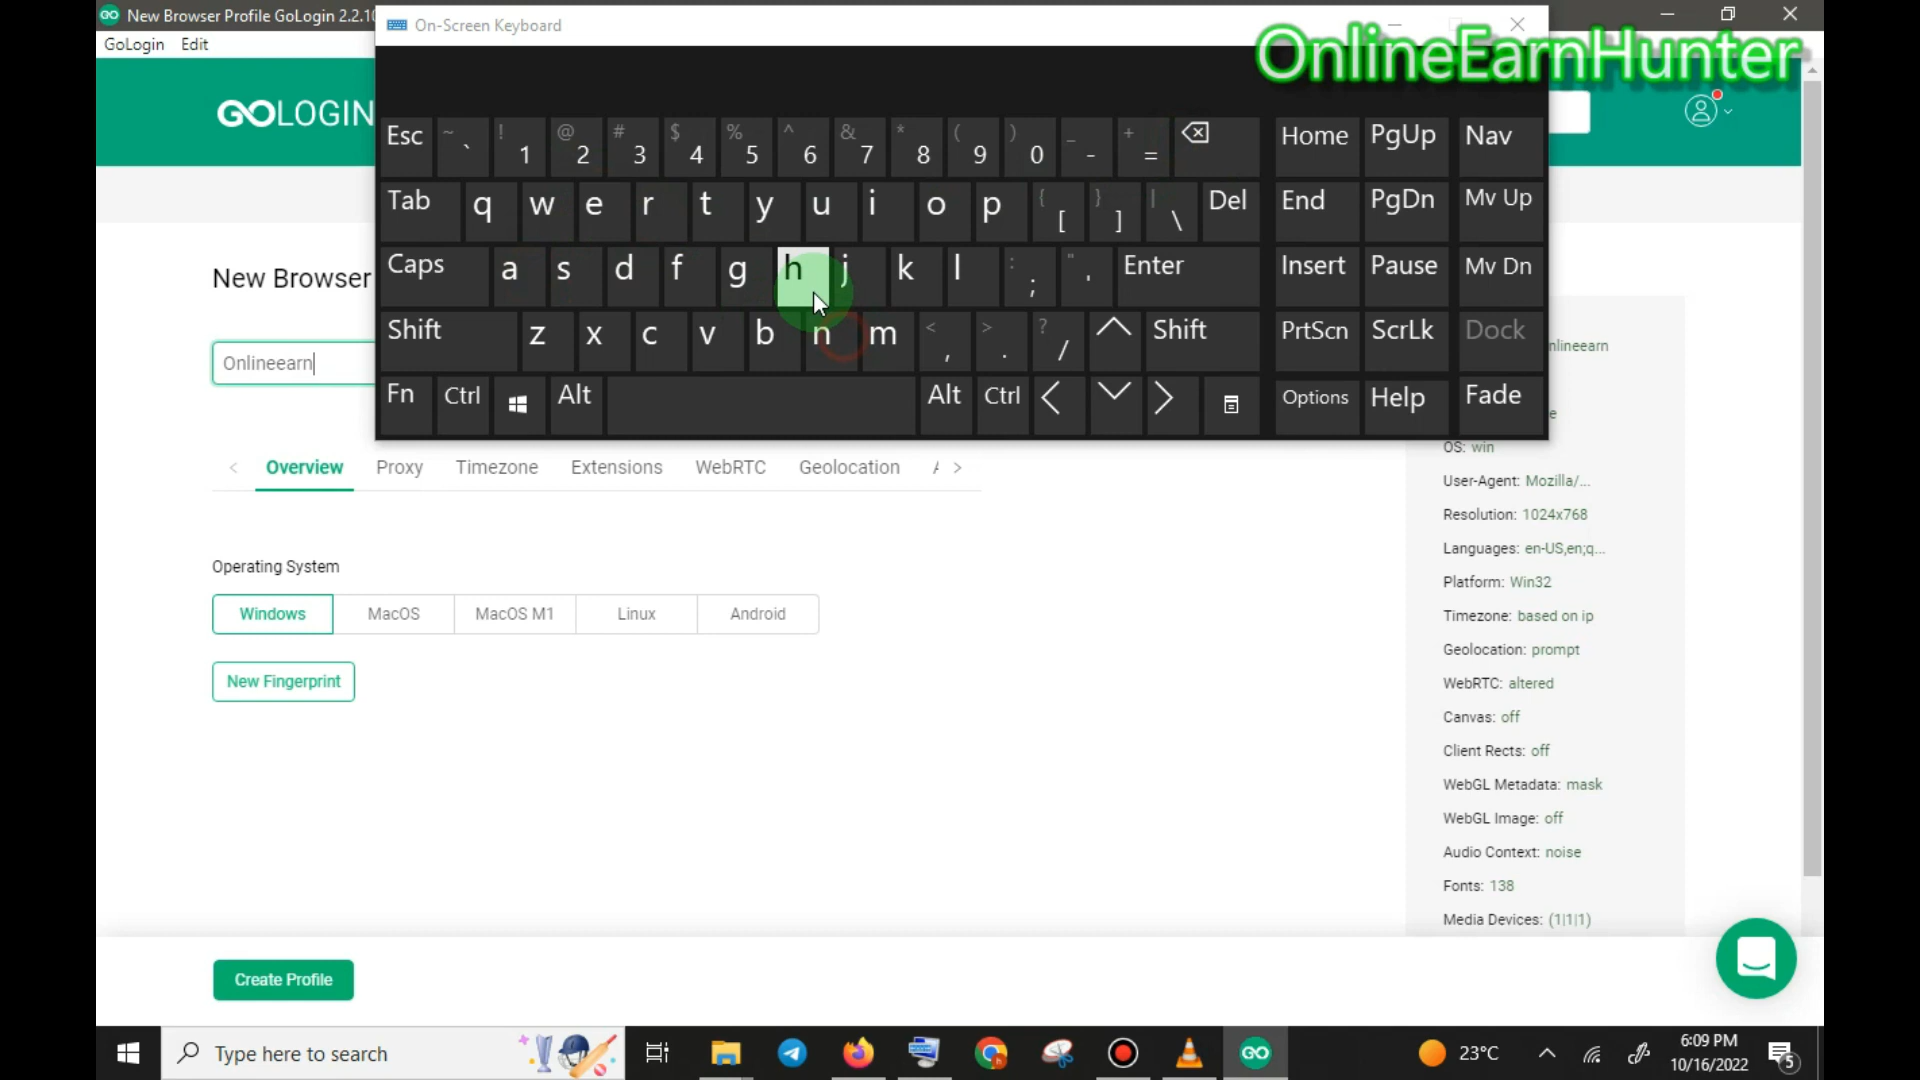 New Browser Profile GoLogin 2.2.10
On-Screen Keyboard
OnlineEarnHunter
GoLogin Edit
GOLOGIN
Esc ~ ` ! 1 @ 2 # 3 $ 4 % 5 ^ 6 & 7 * 8 ( 9 ) 0 _ - + = Home PgUp Nav
Tab q w e r t y u i o p { [ } ] | \ Del End PgDn Mv Up
Caps a s d f g h j k l : ; " ' Enter Insert Pause Mv Dn
Shift z x c v b n m < , > . ? / Shift PrtScn ScrLk Dock
Fn Ctrl Alt Alt Ctrl Options Help Fade
New Browser
Onlineearn
nlineearn
Overview Proxy Timezone Extensions WebRTC Geolocation
OS: win
User-Agent: Mozilla/...
Resolution: 1024x768
Languages: en-US,en;q...
Platform: Win32
Timezone: based on ip
Geolocation: prompt
WebRTC: altered
Canvas: off
Client Rects: off
WebGL Metadata: mask
WebGL Image: off
Audio Context: noise
Fonts: 138
Media Devices: (1|1|1)
Operating System
Windows MacOS MacOS M1 Linux Android
New Fingerprint
Create Profile
Type here to search
GO
23°C
6:09 PM
10/16/2022
5